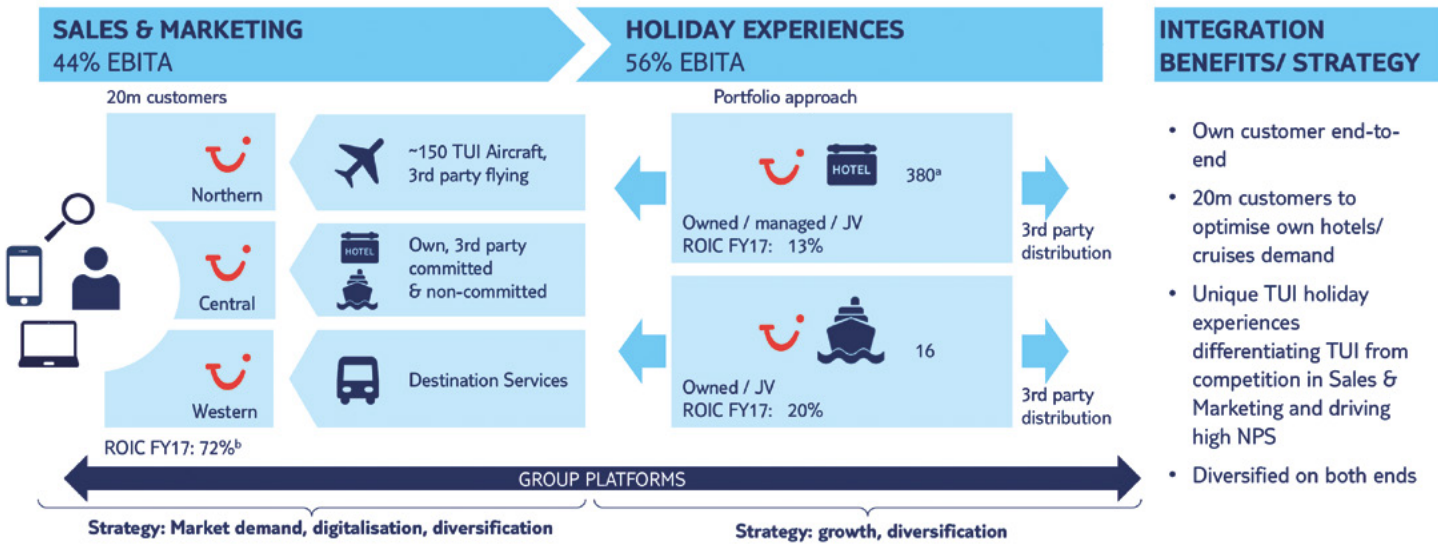 SALES & MARKETING
44% EBITA
HOLIDAY EXPERIENCES
56% EBITA
INTEGRATION
BENEFITS/ STRATEGY
20m customers
Northern
~150 TUI Aircraft,
3rd party flying
Central
HOTEL
Own, 3rd party
committed
& non-committed
Western
Destination Services
ROIC FY17: 72%ᵇ
Portfolio approach
HOTEL
380ᵃ
Owned / managed / JV
ROIC FY17: 13%
3rd party
distribution
16
Owned / JV
ROIC FY17: 20%
3rd party
distribution
• Own customer end-to-
end
• 20m customers to
optimise own hotels/
cruises demand
• Unique TUI holiday
experiences
differentiating TUI from
competition in Sales &
Marketing and driving
high NPS
• Diversified on both ends
GROUP PLATFORMS
Strategy: Market demand, digitalisation, diversification
Strategy: growth, diversification